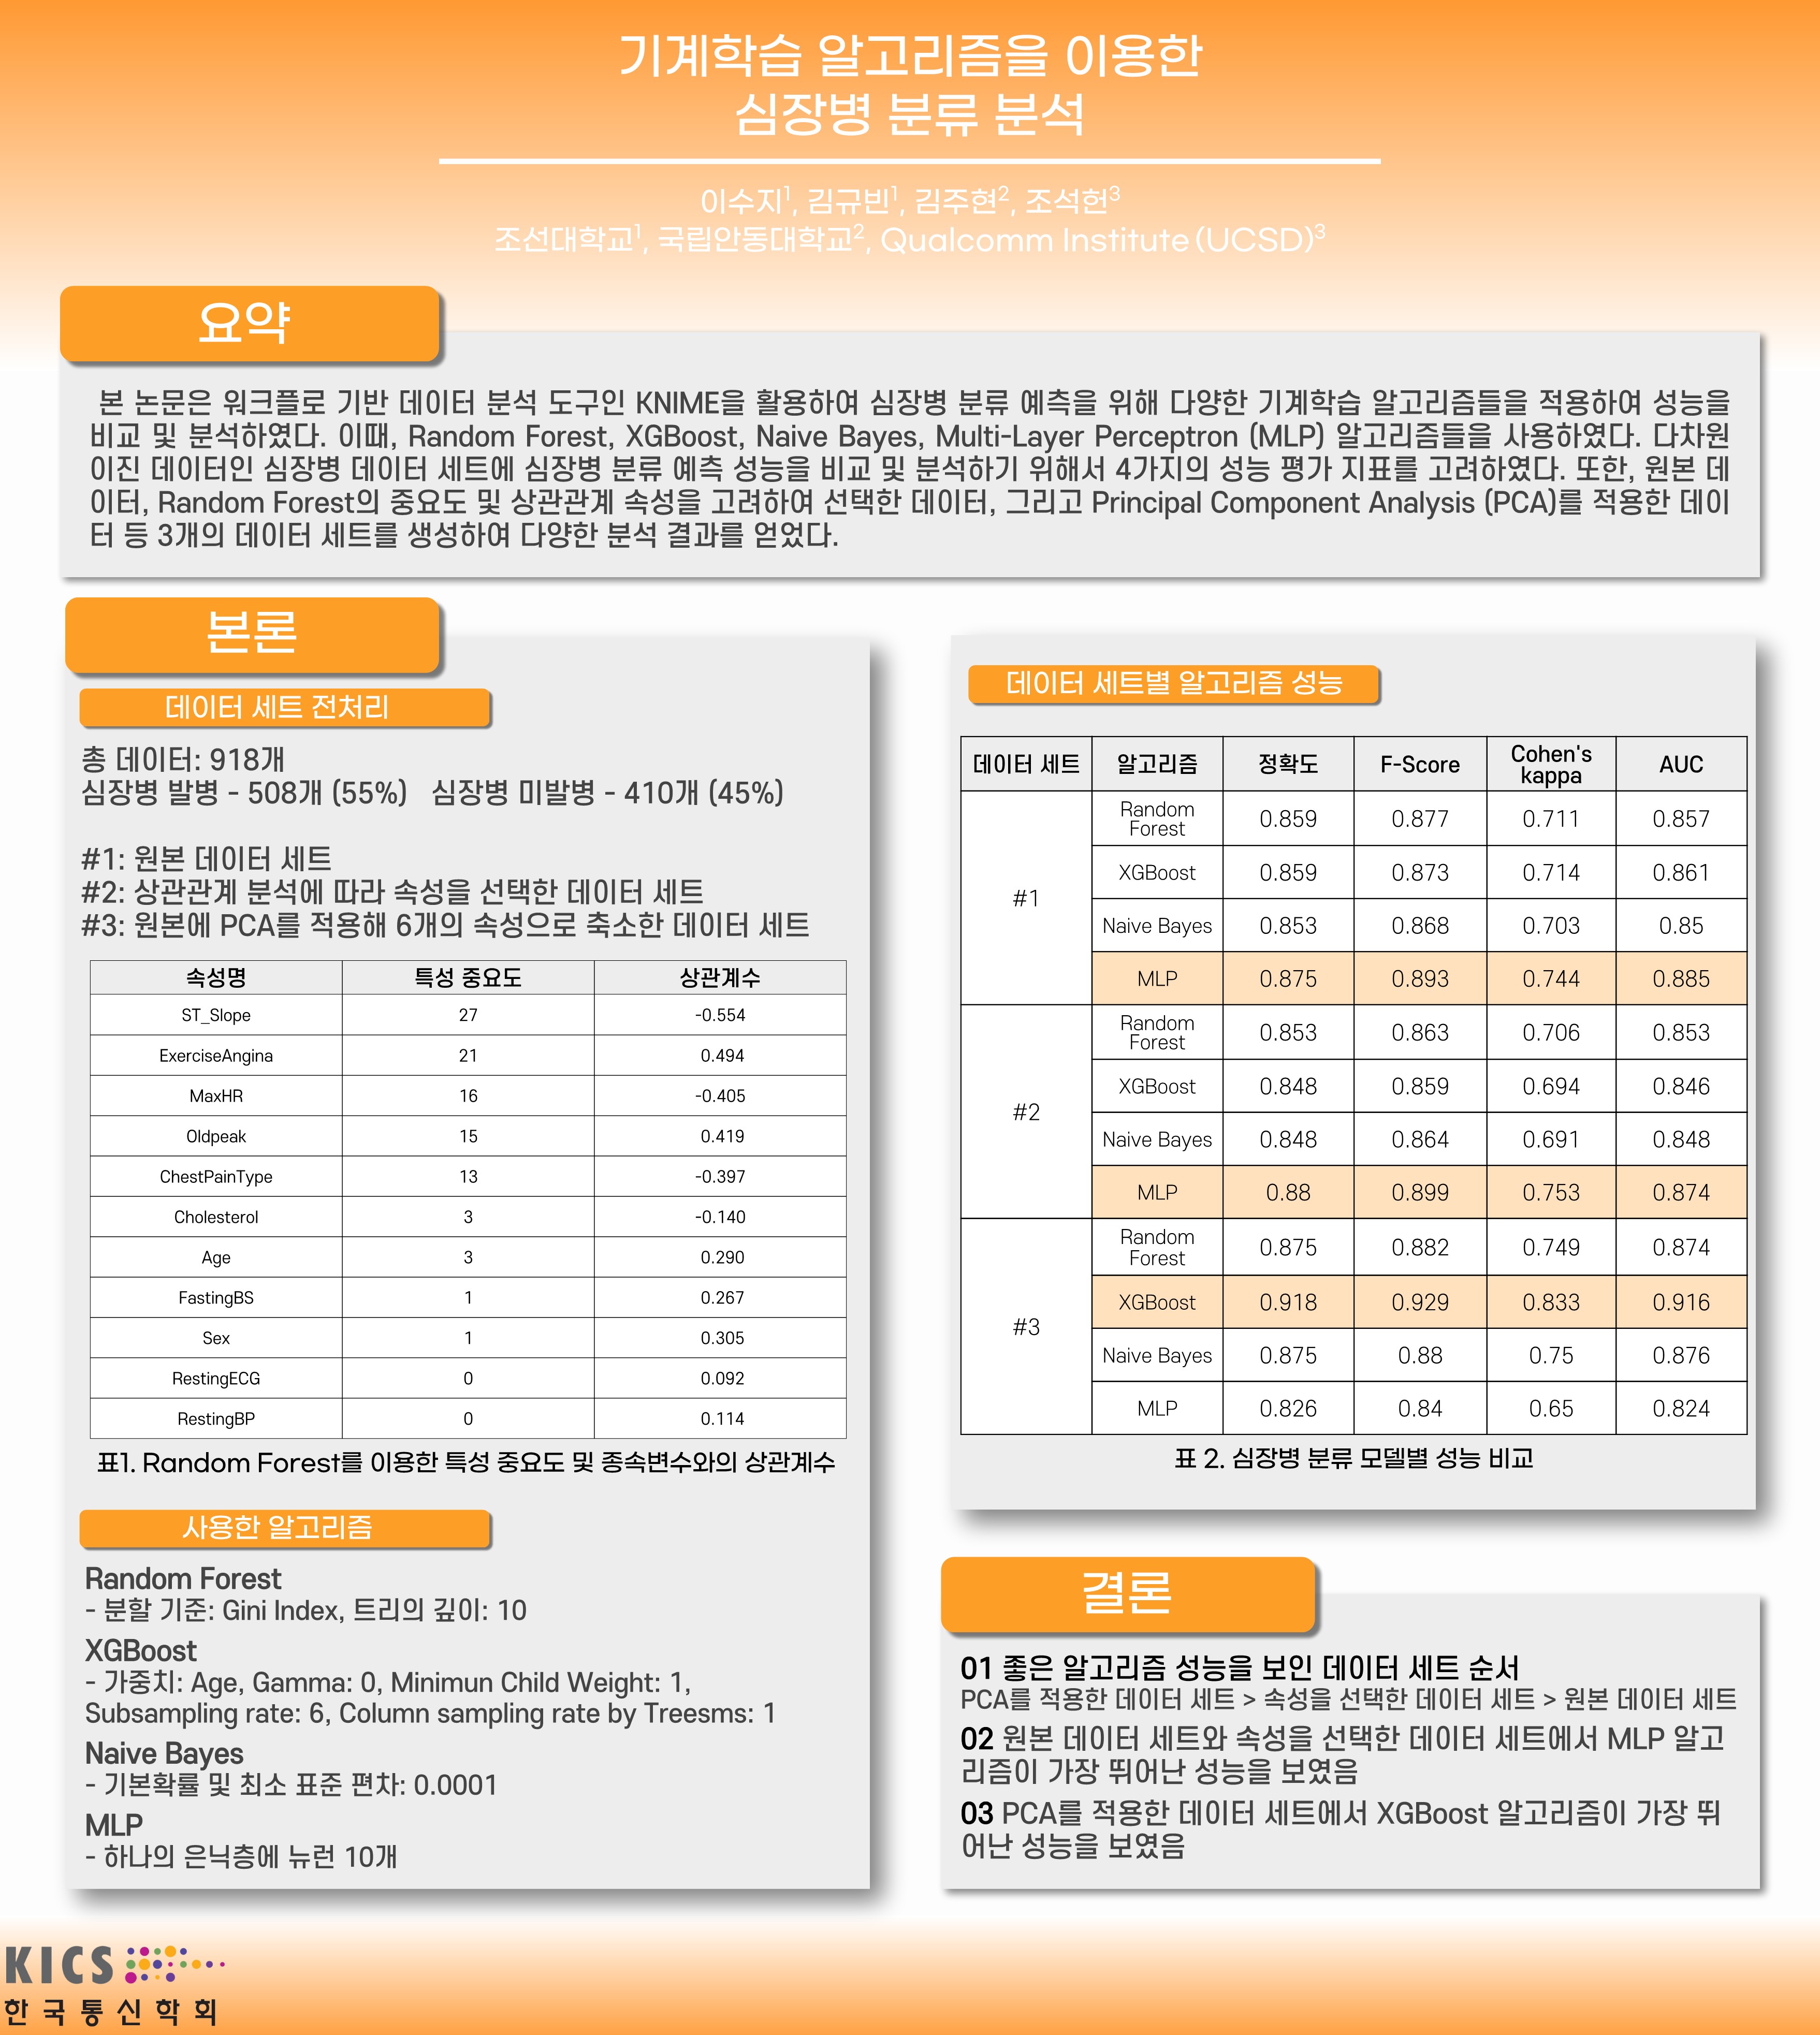 기계학습 알고리즘을 이용한
심장병 분류 분석
이수지1, 김규빈1, 김주현2, 조석헌3
조선대학교1, 국립안동대학교2, Qualcomm Institute (UCSD)3
요약
본 논문은 워크플로 기반 데이터 분석 도구인 KNIME을 활용하여 심장병 분류 예측을 위해 다양한 기계학습 알고리즘들을 적용하여 성능을
비교 및 분석하였다. 이때, Random Forest, XGBoost, Naive Bayes, Multi-Layer Perceptron (MLP) 알고리즘들을 사용하였다. 다차원
이진 데이터인 심장병 데이터 세트에 심장병 분류 예측 성능을 비교 및 분석하기 위해서 4가지의 성능 평가 지표를 고려하였다. 또한, 원본 데
이터, Random Forest의 중요도 및 상관관계 속성을 고려하여 선택한 데이터, 그리고 Principal Component Analysis (PCA)를 적용한 데이
터 등 3개의 데이터 세트를 생성하여 다양한 분석 결과를 얻었다.
본론
데이터 세트 전처리
총 데이터: 918개
심장병 발병 - 508개 (55%) 심장병 미발병 - 410개 (45%)
#1: 원본 데이터 세트
#2: 상관관계 분석에 따라 속성을 선택한 데이터 세트
#3: 원본에 PCA를 적용해 6개의 속성으로 축소한 데이터 세트
속성명 특성 중요도 상관계수
ST_Slope 27 -0.554
ExerciseAngina 21 0.494
MaxHR 16 -0.405
Oldpeak 15 0.419
ChestPainType 13 -0.397
Cholesterol 3 -0.140
Age 3 0.290
FastingBS 1 0.267
Sex 1 0.305
RestingECG 0 0.092
RestingBP 0 0.114
표1. Random Forest를 이용한 특성 중요도 및 종속변수와의 상관계수
사용한 알고리즘
Random Forest
- 분할 기준: Gini Index, 트리의 깊이: 10
XGBoost
- 가중치: Age, Gamma: 0, Minimun Child Weight: 1,
Subsampling rate: 6, Column sampling rate by Treesms: 1
Naive Bayes
- 기본확률 및 최소 표준 편차: 0.0001
MLP
- 하나의 은닉층에 뉴런 10개
데이터 세트별 알고리즘 성능
데이터 세트 알고리즘 정확도 F-Score Cohen's kappa AUC
#1 Random Forest 0.859 0.877 0.711 0.857
XGBoost 0.859 0.873 0.714 0.861
Naive Bayes 0.853 0.868 0.703 0.85
MLP 0.875 0.893 0.744 0.885
#2 Random Forest 0.853 0.863 0.706 0.853
XGBoost 0.848 0.859 0.694 0.846
Naive Bayes 0.848 0.864 0.691 0.848
MLP 0.88 0.899 0.753 0.874
#3 Random Forest 0.875 0.882 0.749 0.874
XGBoost 0.918 0.929 0.833 0.916
Naive Bayes 0.875 0.88 0.75 0.876
MLP 0.826 0.84 0.65 0.824
표 2. 심장병 분류 모델별 성능 비교
결론
01 좋은 알고리즘 성능을 보인 데이터 세트 순서
PCA를 적용한 데이터 세트 > 속성을 선택한 데이터 세트 > 원본 데이터 세트
02 원본 데이터 세트와 속성을 선택한 데이터 세트에서 MLP 알고
리즘이 가장 뛰어난 성능을 보였음
03 PCA를 적용한 데이터 세트에서 XGBoost 알고리즘이 가장 뛰
어난 성능을 보였음
KICS
한국통신학회